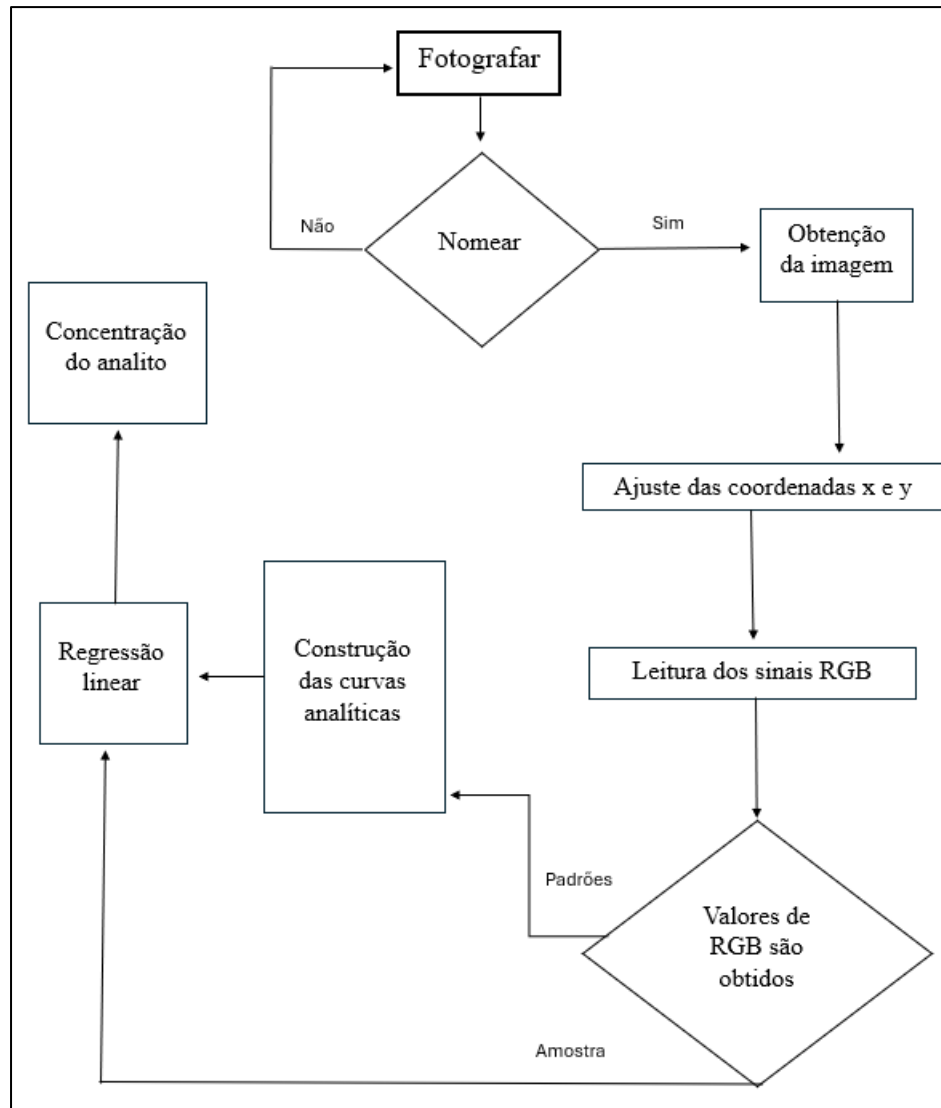 Fotografar
Não
Nomear
Sim
Obtenção
da imagem
Concentração
do analito
Ajuste das coordenadas x e y
Regressão
linear
Construção
das curvas
analíticas
Leitura dos sinais RGB
Padrões
Valores de
RGB são
obtidos
Amostra